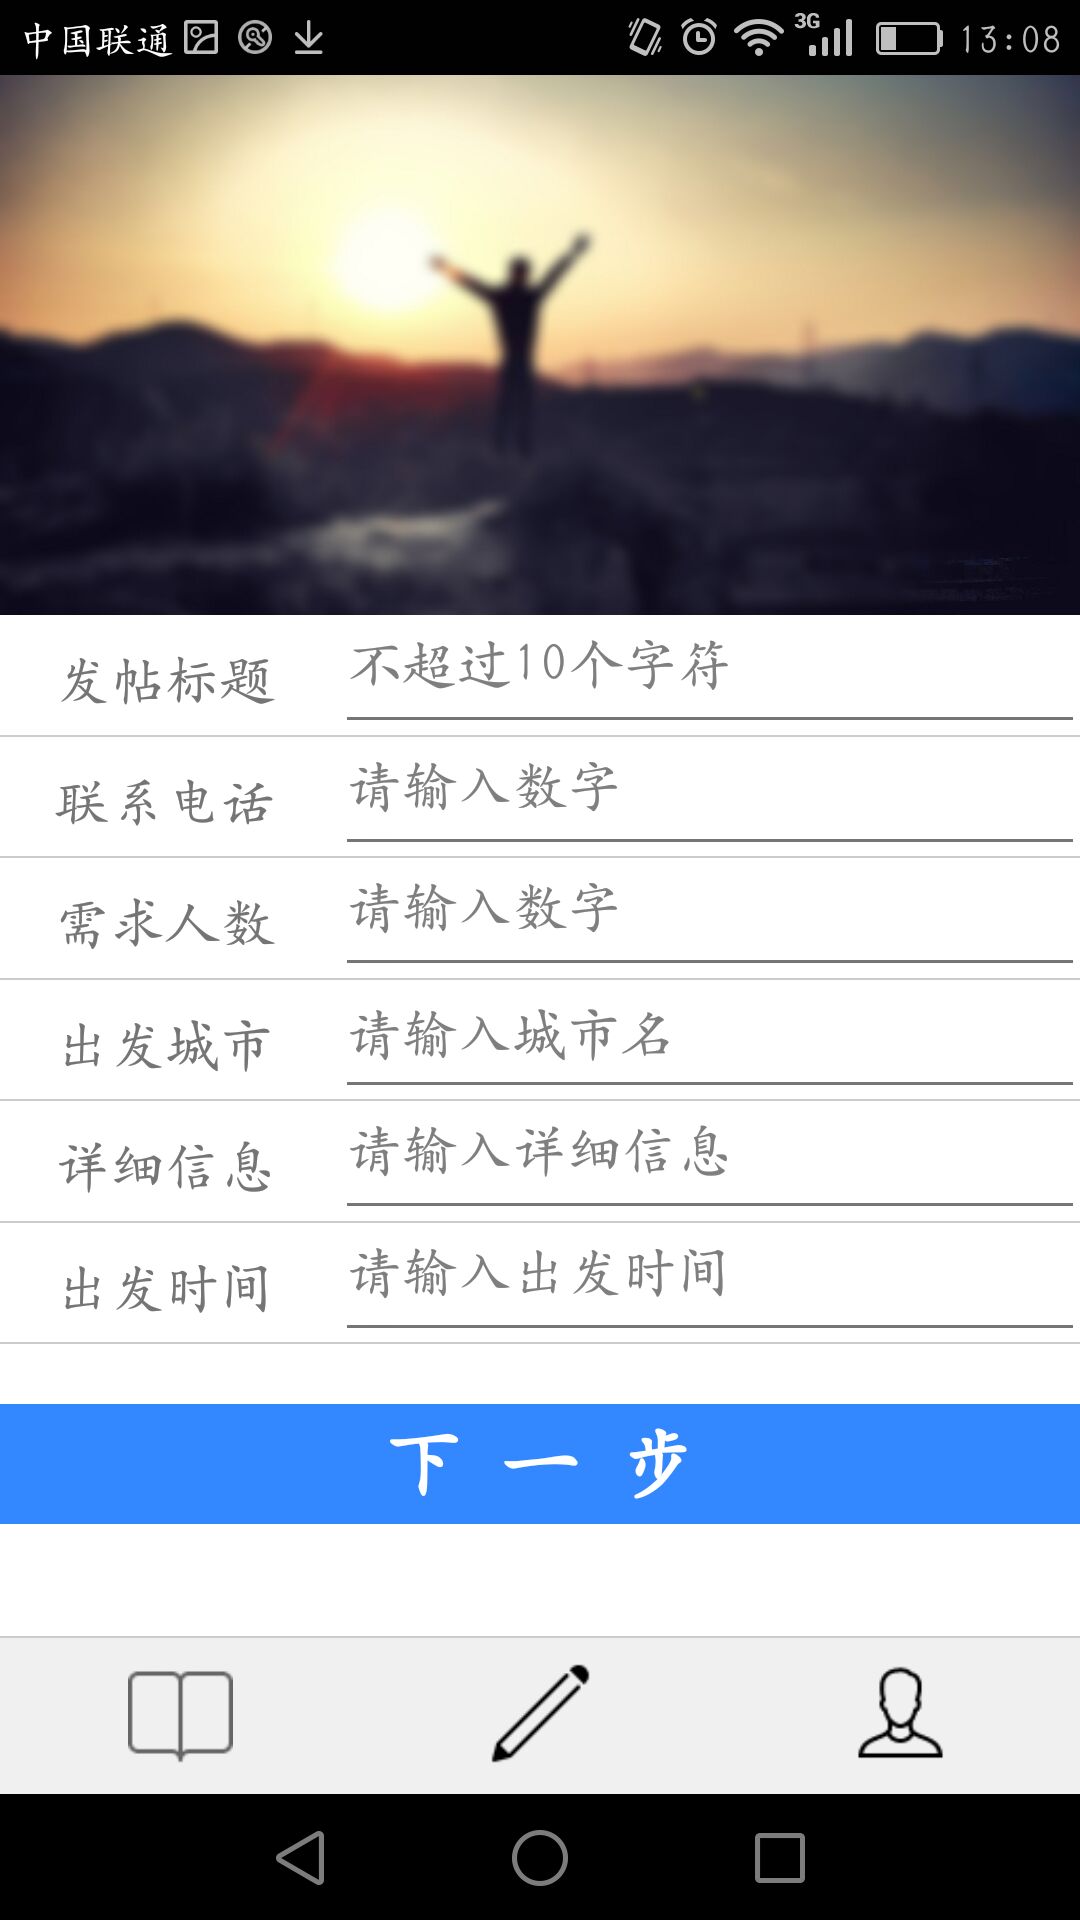 中国联通 3G 13:08
发帖标题 不超过10个字符
联系电话 请输入数字
需求人数 请输入数字
出发城市 请输入城市名
详细信息 请输入详细信息
出发时间 请输入出发时间
下 一 步